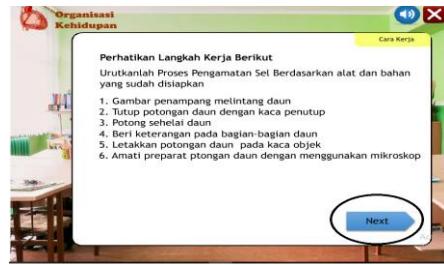 Organisasi
Kehidupan
Cara Kerja
Perhatikan Langkah Kerja Berikut
Urutkanlah Proses Pengamatan Sel Berdasarkan alat dan bahan
yang sudah disiapkan
1. Gambar penampang melintang daun
2. Tutup potongan daun dengan kaca penutup
3. Potong sehelai daun
4. Beri keterangan pada bagian-bagian daun
5. Letakkan potongan daun pada kaca objek
6. Amati preparat ptongan daun dengan menggunakan mikroskop
Next